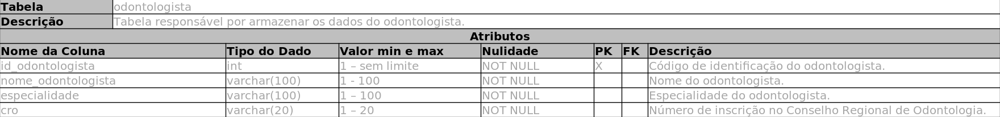 Tabela odontologista
Descrição Tabela responsável por armazenar os dados do odontologista.
Atributos
Nome da Coluna Tipo do Dado Valor min e max Nulidade PK FK Descrição
id_odontologista int 1 – sem limite NOT NULL X Código de identificação do odontologista.
nome_odontologista varchar(100) 1 - 100 NOT NULL Nome do odontologista.
especialidade varchar(100) 1 – 100 NOT NULL Especialidade do odontologista.
cro varchar(20) 1 – 20 NOT NULL Número de inscrição no Conselho Regional de Odontologia.